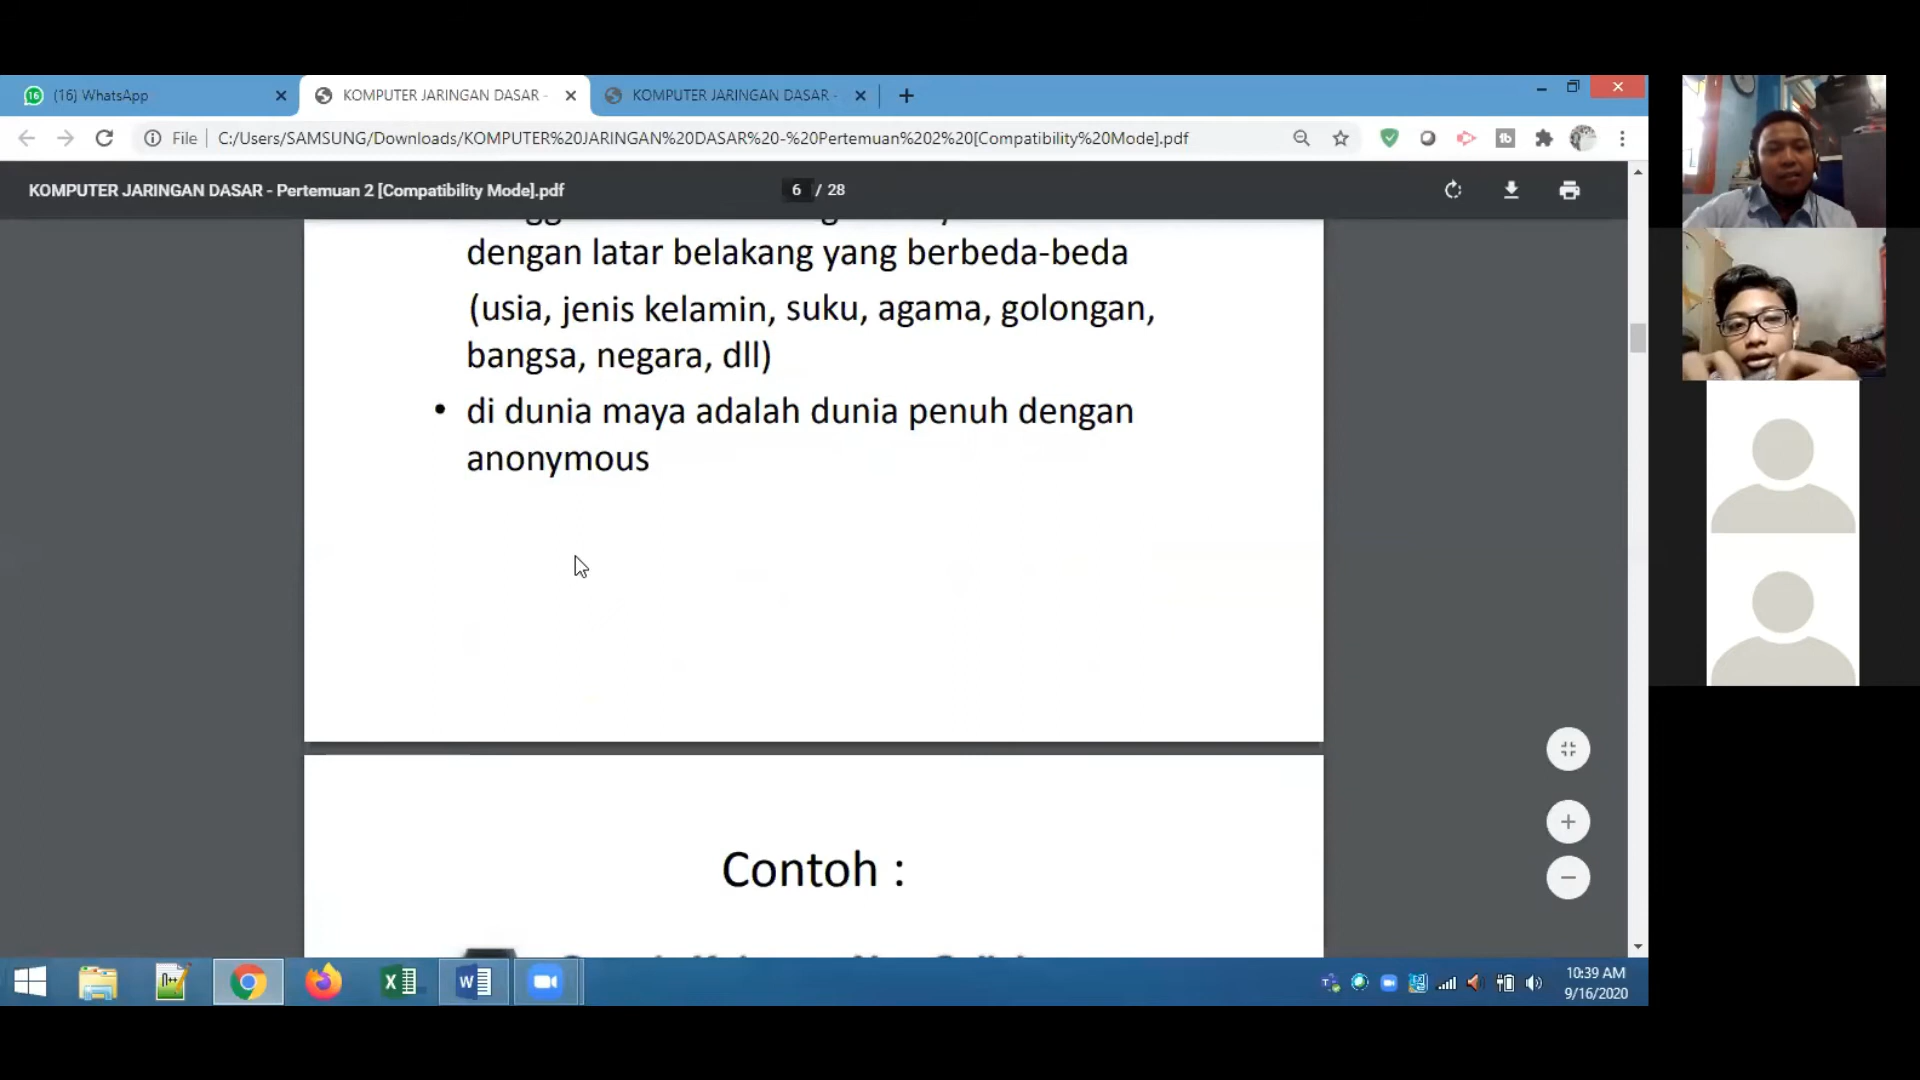 16 (16) WhatsApp
KOMPUTER JARINGAN DASAR -
KOMPUTER JARINGAN DASAR -
File
C:/Users/SAMSUNG/Downloads/KOMPUTER%20JARINGAN%20DASAR%20-%20Pertemuan%202%20[Compatibility%20Mode].pdf
KOMPUTER JARINGAN DASAR - Pertemuan 2 [Compatibility Mode].pdf
6 / 28
dengan latar belakang yang berbeda-beda
(usia, jenis kelamin, suku, agama, golongan,
bangsa, negara, dll)
• di dunia maya adalah dunia penuh dengan
anonymous
Contoh :
10:39 AM
9/16/2020